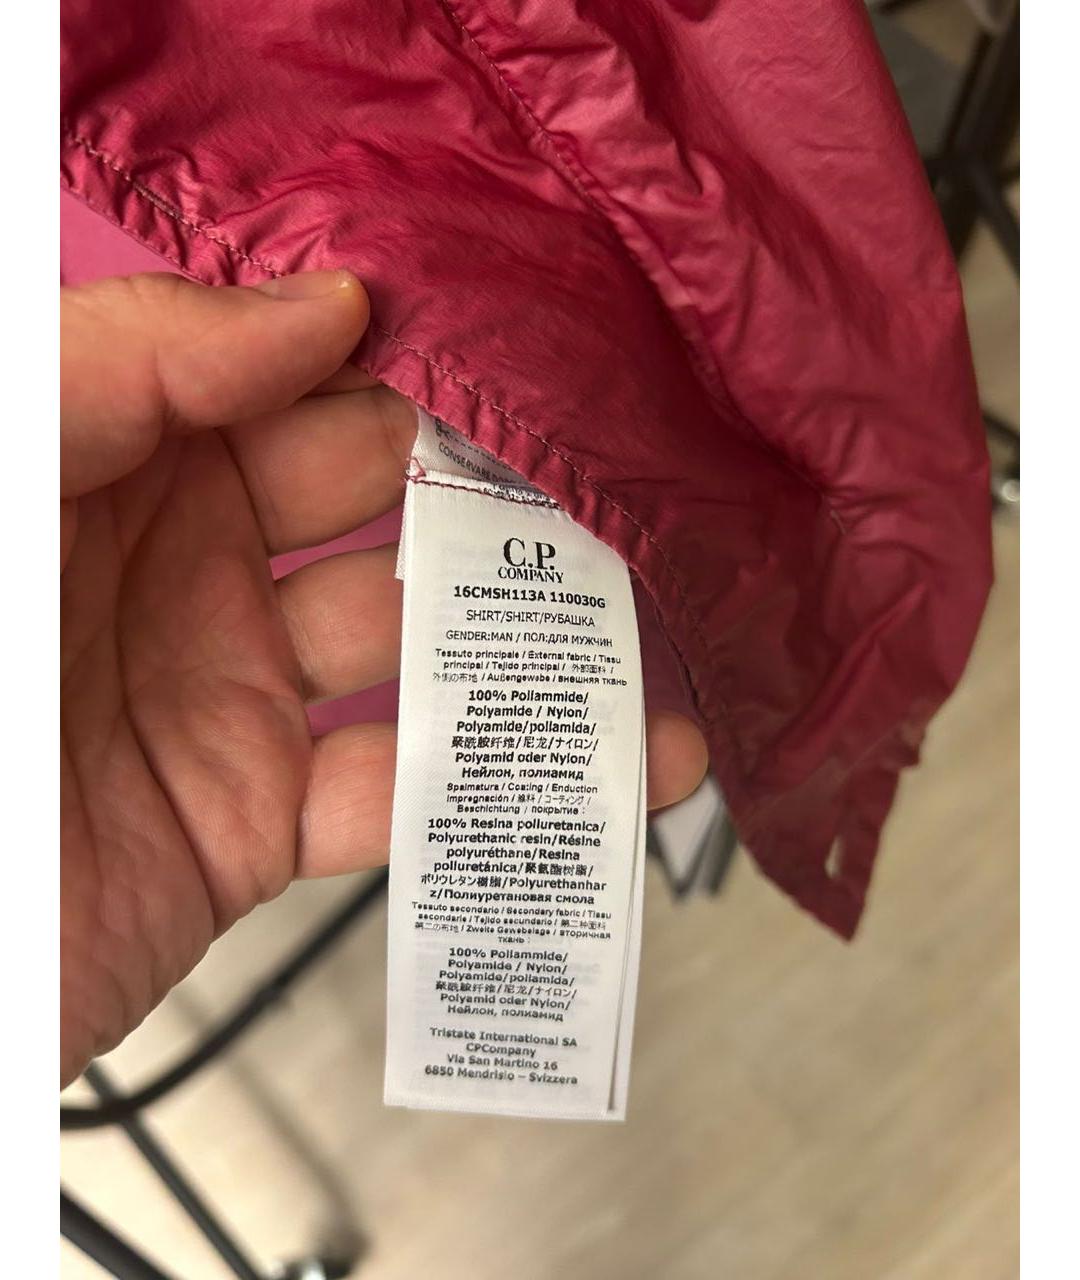 CONSERVARE
C.P.
COMPANY
16CMSH113A 110030G
SHIRT/SHIRT/РУБАШКА
GENDER:MAN / ПОЛ:ДЛЯ МУЖЧИН
Tessuto principale / External fabric / Tissu
principal / Tejido principal / 外部面料 /
外側の布地 / Außengewebe / внешняя ткань
100% Poliammide/
Polyamide / Nylon/
Polyamide/poliamida/
聚酰胺纤维/尼龙/ナイロン/
Polyamid oder Nylon/
Нейлон, полиамид
Spalmatura / Coating / Enduction
Impregnación / 涂料 / コーティング /
Beschichtung / покрытие :
100% Resina poliuretanica/
Polyurethanic resin/Résine
polyuréthane/Resina
poliuretánica/聚氨酯树脂/
ポリウレタン樹脂/Polyurethanhar
z/Полиуретановая смола
Tessuto secondario / Secondary fabric / Tissu
secondarie / Tejido secundario / 第二种面料
第二の布地 / Zweite Gewebelage / вторичная
ткань :
100% Poliammide/
Polyamide / Nylon/
Polyamide/poliamida/
聚酰胺纤维/尼龙/ナイロン/
Polyamid oder Nylon/
Нейлон, полиамид
Tristate International SA
CPCompany
Via San Martino 16
6850 Mendrisio – Svizzera